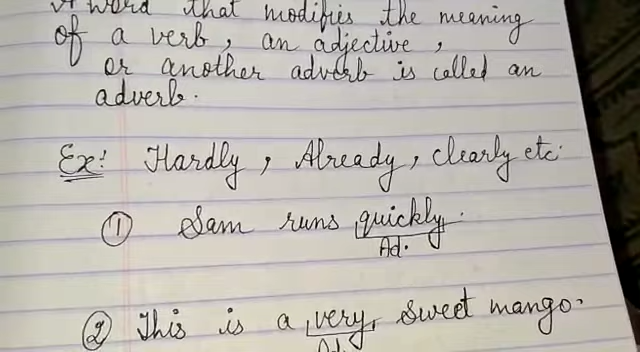 A word that modifies the meaning
of a verb, an adjective,
or another adverb is called an
adverb.
Ex: Hardly, Already, clearly etc.
① Sam runs quickly.
Ad.
② This is a very sweet mango.
Ad.